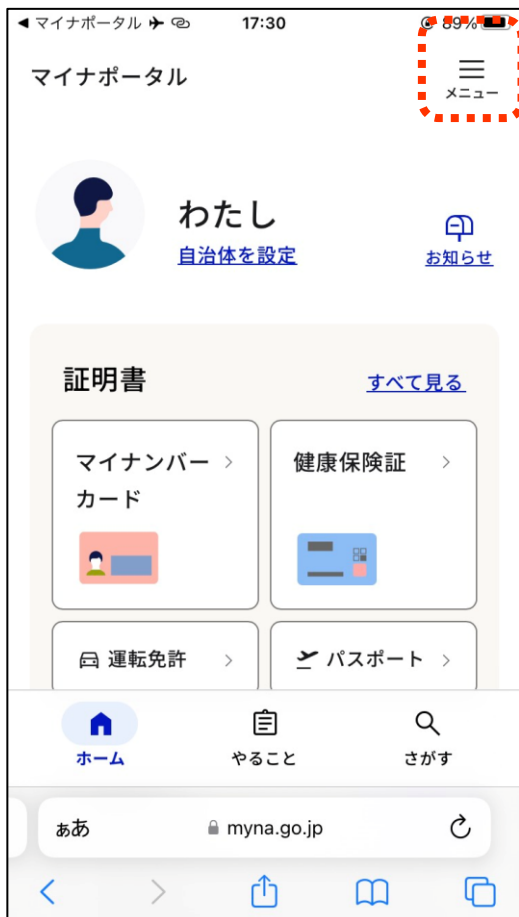 ◀ マイナポータル 17:30 89%
マイナポータル
メニュー
わたし
自治体を設定
お知らせ
証明書
すべて見る
マイナンバー
カード
健康保険証
運転免許
パスポート
ホーム
やること
さがす
ぁあ myna.go.jp